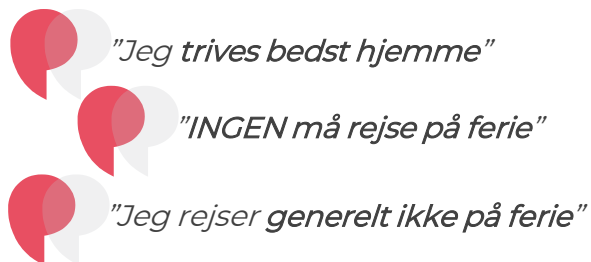 ”Jeg trives bedst hjemme”
”INGEN må rejse på ferie”
”Jeg rejser generelt ikke på ferie”